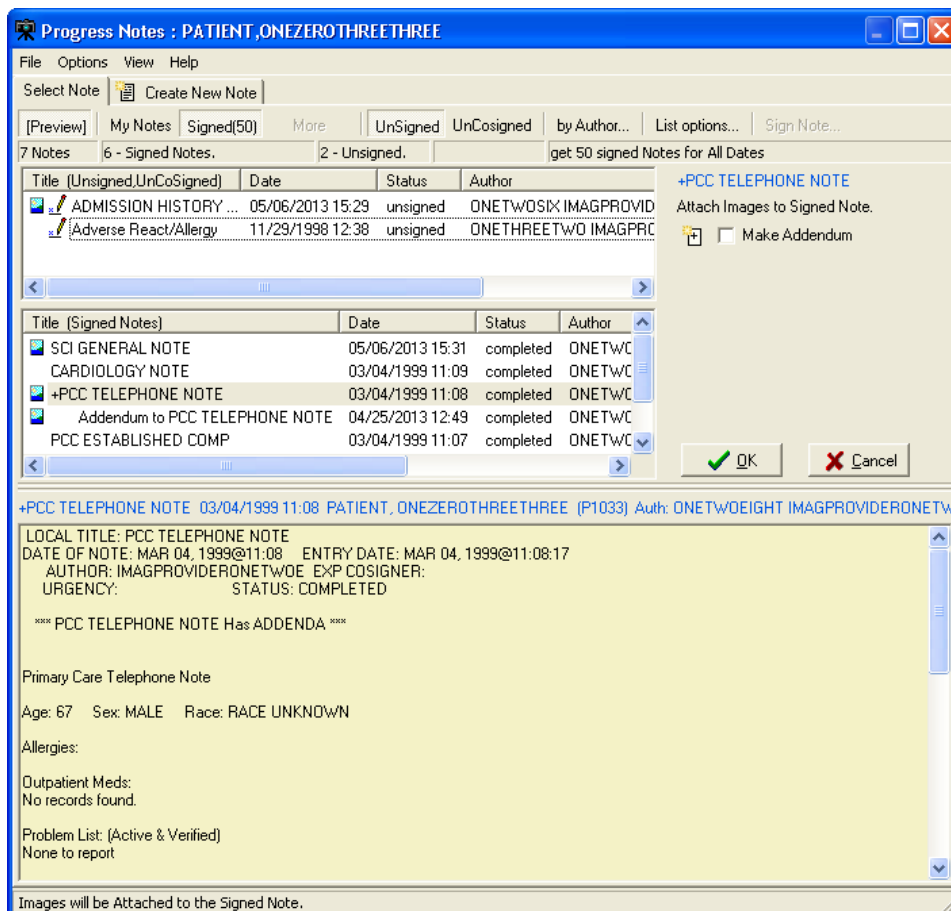 Progress Notes : PATIENT,ONEZEROTHREETHREE
File Options View Help
Select Note Create New Note
[Preview] My Notes Signed(50) More UnSigned UnCosigned by Author... List options... Sign Note...
7 Notes 6 - Signed Notes. 2 - Unsigned. get 50 signed Notes for All Dates
Title (Unsigned,UnCoSigned) Date Status Author
ADMISSION HISTORY ... 05/06/2013 15:29 unsigned ONETWOSIX IMAGPROVID
Adverse React/Allergy 11/29/1998 12:38 unsigned ONETHREETWO IMAGPRO
+PCC TELEPHONE NOTE
Attach Images to Signed Note.
Make Addendum
Title (Signed Notes) Date Status Author
SCI GENERAL NOTE 05/06/2013 15:31 completed ONETWO
CARDIOLOGY NOTE 03/04/1999 11:09 completed ONETWO
+PCC TELEPHONE NOTE 03/04/1999 11:08 completed ONETWO
Addendum to PCC TELEPHONE NOTE 04/25/2013 12:49 completed ONETWO
PCC ESTABLISHED COMP 03/04/1999 11:07 completed ONETWO
OK Cancel
+PCC TELEPHONE NOTE 03/04/1999 11:08 PATIENT, ONEZEROTHREETHREE (P1033) Auth: ONETWOEIGHT IMAGPROVIDERONETW
LOCAL TITLE: PCC TELEPHONE NOTE
DATE OF NOTE: MAR 04, 1999@11:08 ENTRY DATE: MAR 04, 1999@11:08:17
AUTHOR: IMAGPROVIDERONETWOE EXP COSIGNER:
URGENCY: STATUS: COMPLETED
*** PCC TELEPHONE NOTE Has ADDENDA ***
Primary Care Telephone Note
Age: 67 Sex: MALE Race: RACE UNKNOWN
Allergies:
Outpatient Meds:
No records found.
Problem List: (Active & Verified)
None to report
Images will be Attached to the Signed Note.